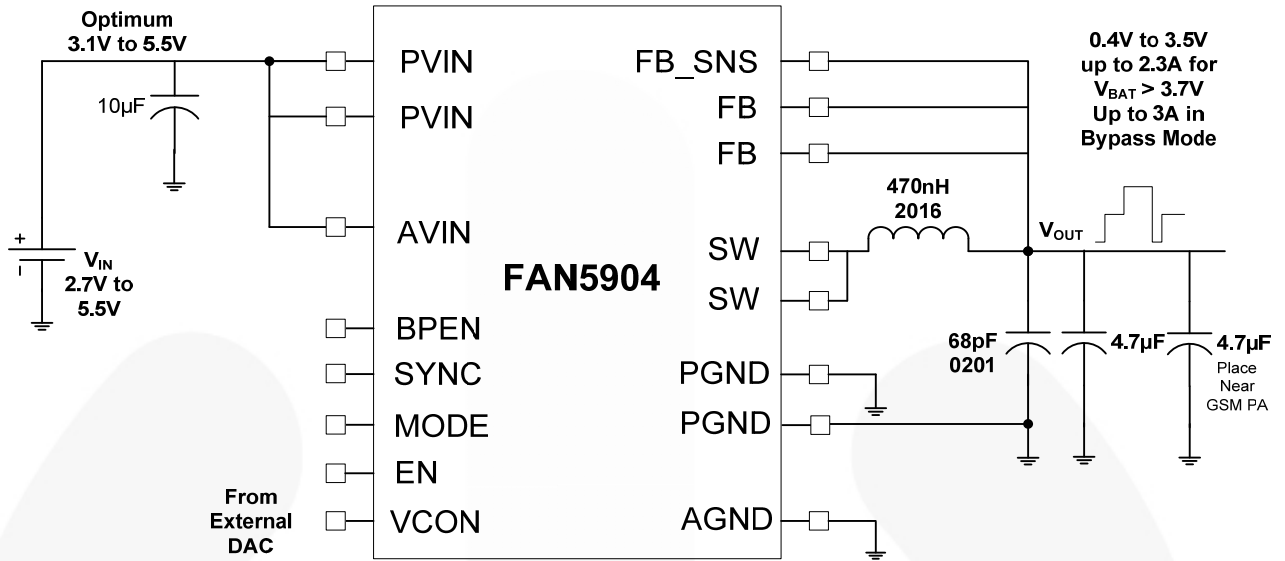 Optimum
3.1V to 5.5V
10µF
+
–
VIN
2.7V to
5.5V
From
External
DAC
PVIN
PVIN
AVIN
BPEN
SYNC
MODE
EN
VCON
FAN5904
FB_SNS
FB
FB
SW
SW
PGND
PGND
AGND
470nH
2016
VOUT
0.4V to 3.5V
up to 2.3A for
VBAT > 3.7V
Up to 3A in
Bypass Mode
68pF
0201
4.7µF
4.7µF
Place
Near
GSM PA